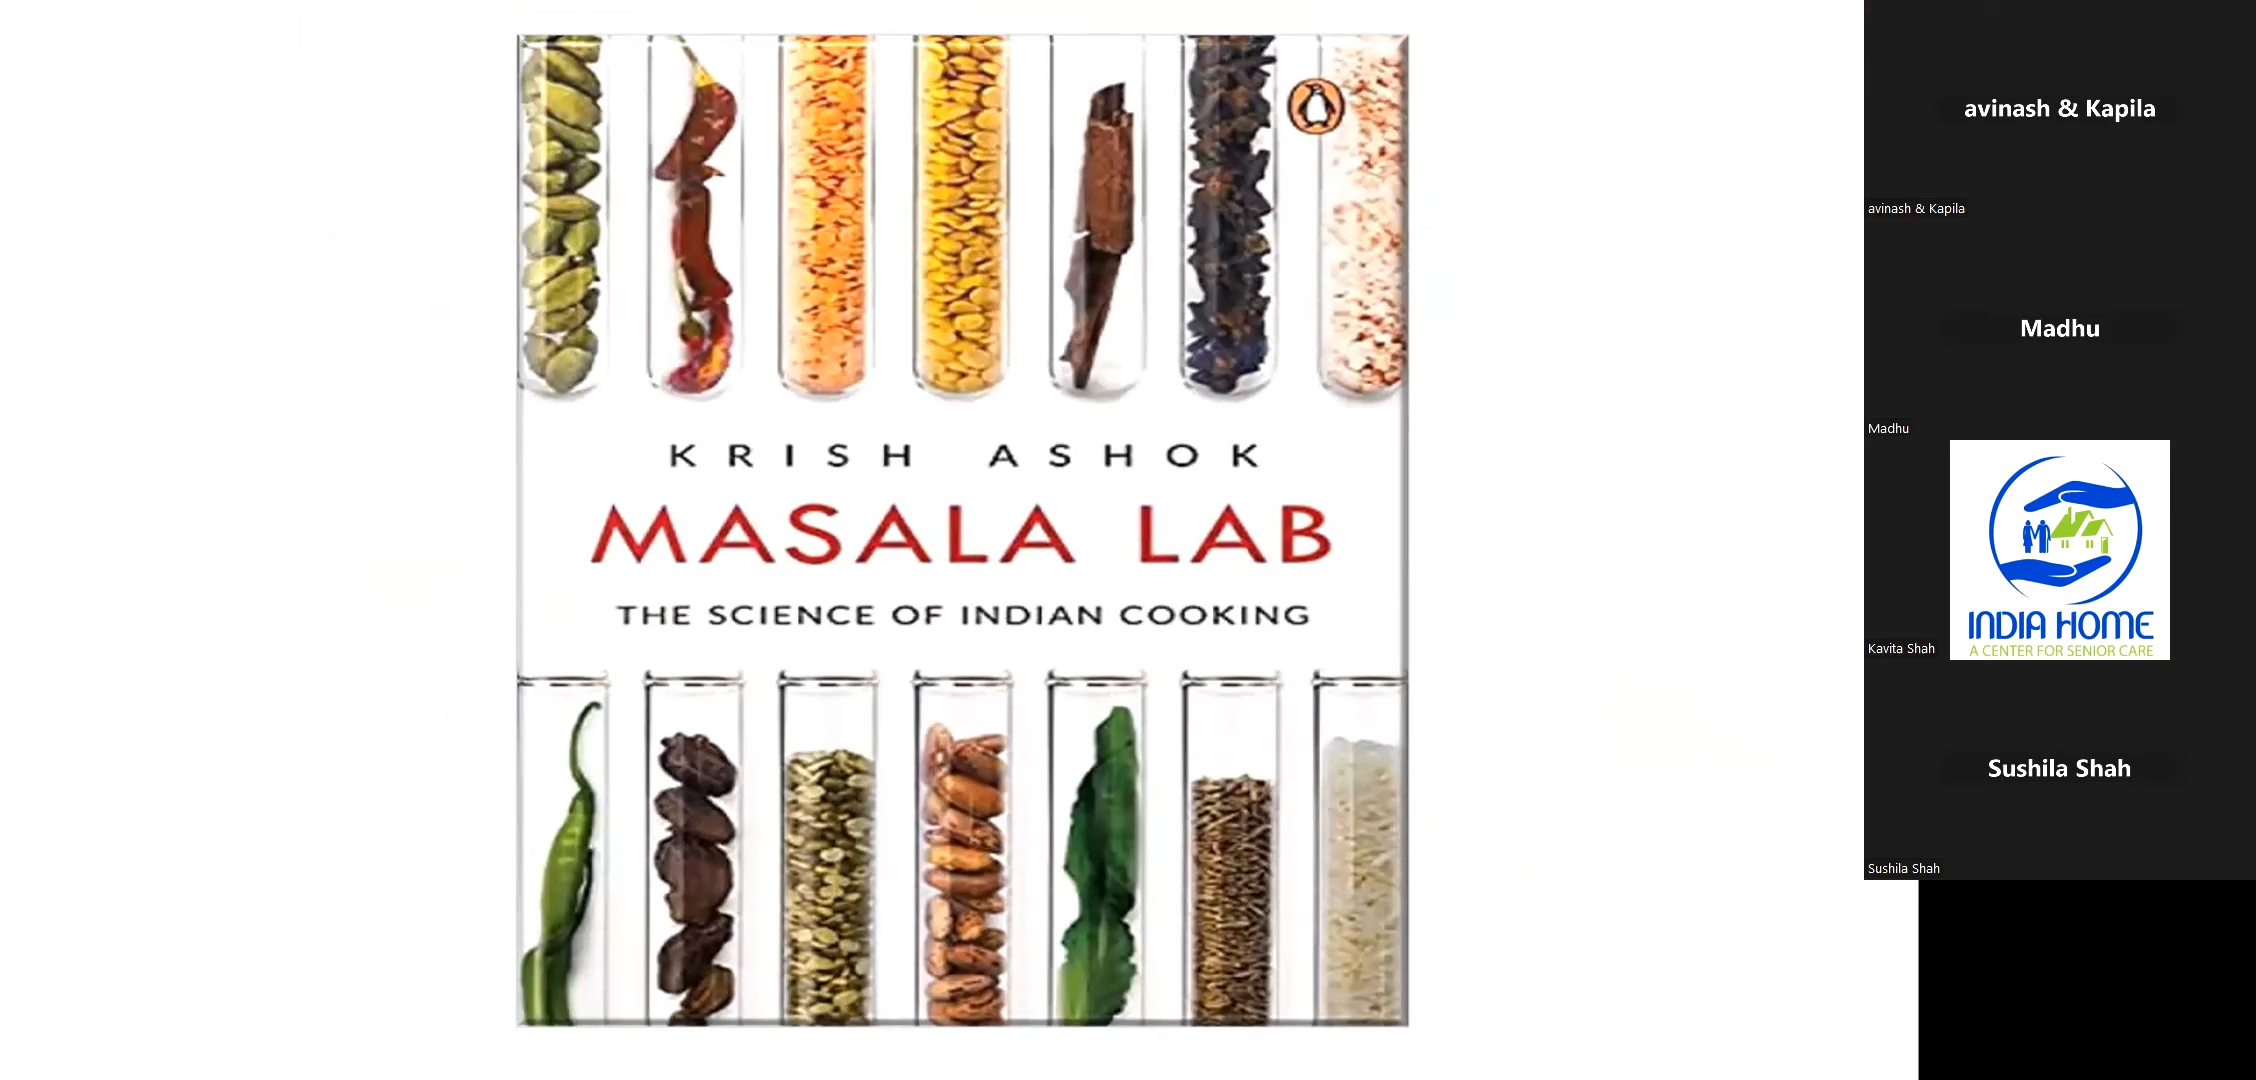 KRISH ASHOK
MASALA LAB
THE SCIENCE OF INDIAN COOKING
avinash & Kapila
avinash & Kapila
Madhu
Madhu
INDIA HOME
A CENTER FOR SENIOR CARE
Kavita Shah
Sushila Shah
Sushila Shah